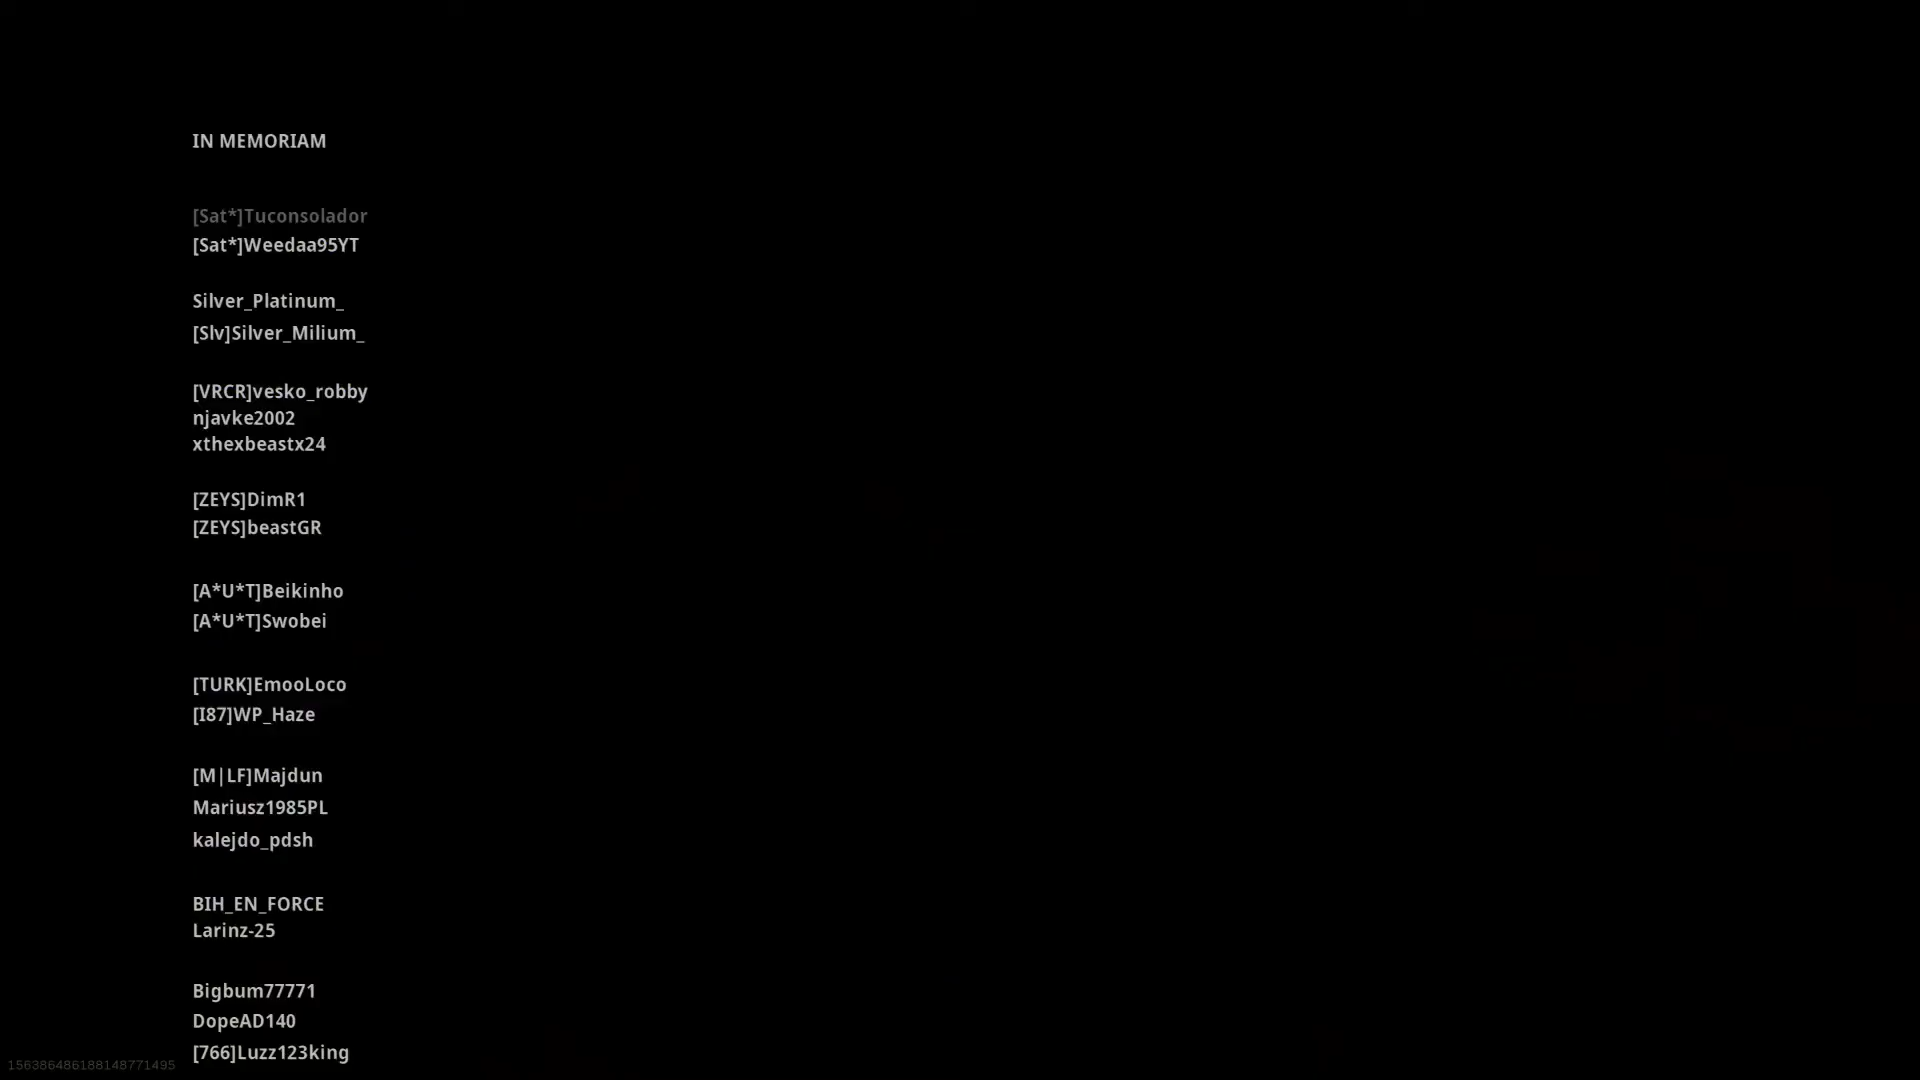 IN MEMORIAM
[Sat*]Tuconsolador
[Sat*]Weedaa95YT
Silver_Platinum_
[Slv]Silver_Milium_
[VRCR]vesko_robby
njavke2002
xthexbeastx24
[ZEYS]DimR1
[ZEYS]beastGR
[A*U*T]Beikinho
[A*U*T]Swobei
[TURK]EmooLoco
[I87]WP_Haze
[M|LF]Majdun
Mariusz1985PL
kalejdo_pdsh
BIH_EN_FORCE
Larinz-25
Bigbum77771
DopeAD140
[766]Luzz123king
156386486188148771495